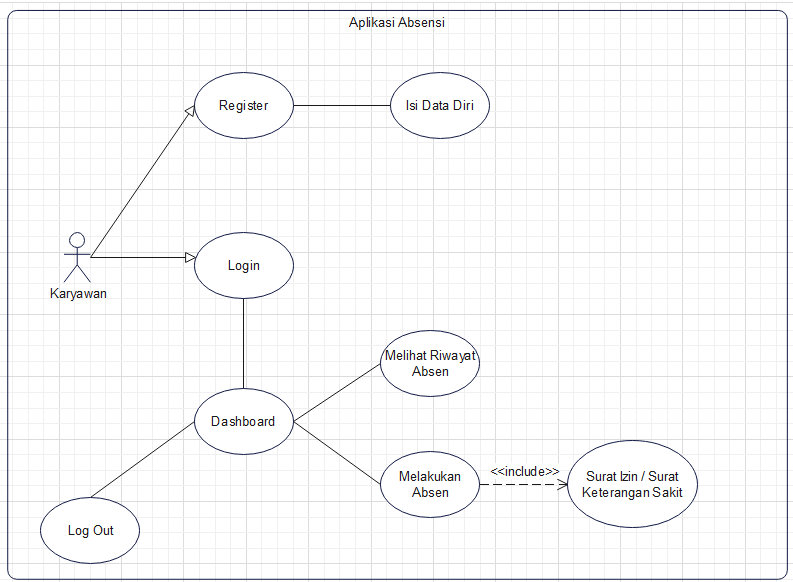 Aplikasi Absensi
Register
Isi Data Diri
Login
Karyawan
Melihat Riwayat
Absen
Dashboard
Melakukan
Absen
<<include>>
Surat Izin / Surat
Keterangan Sakit
Log Out